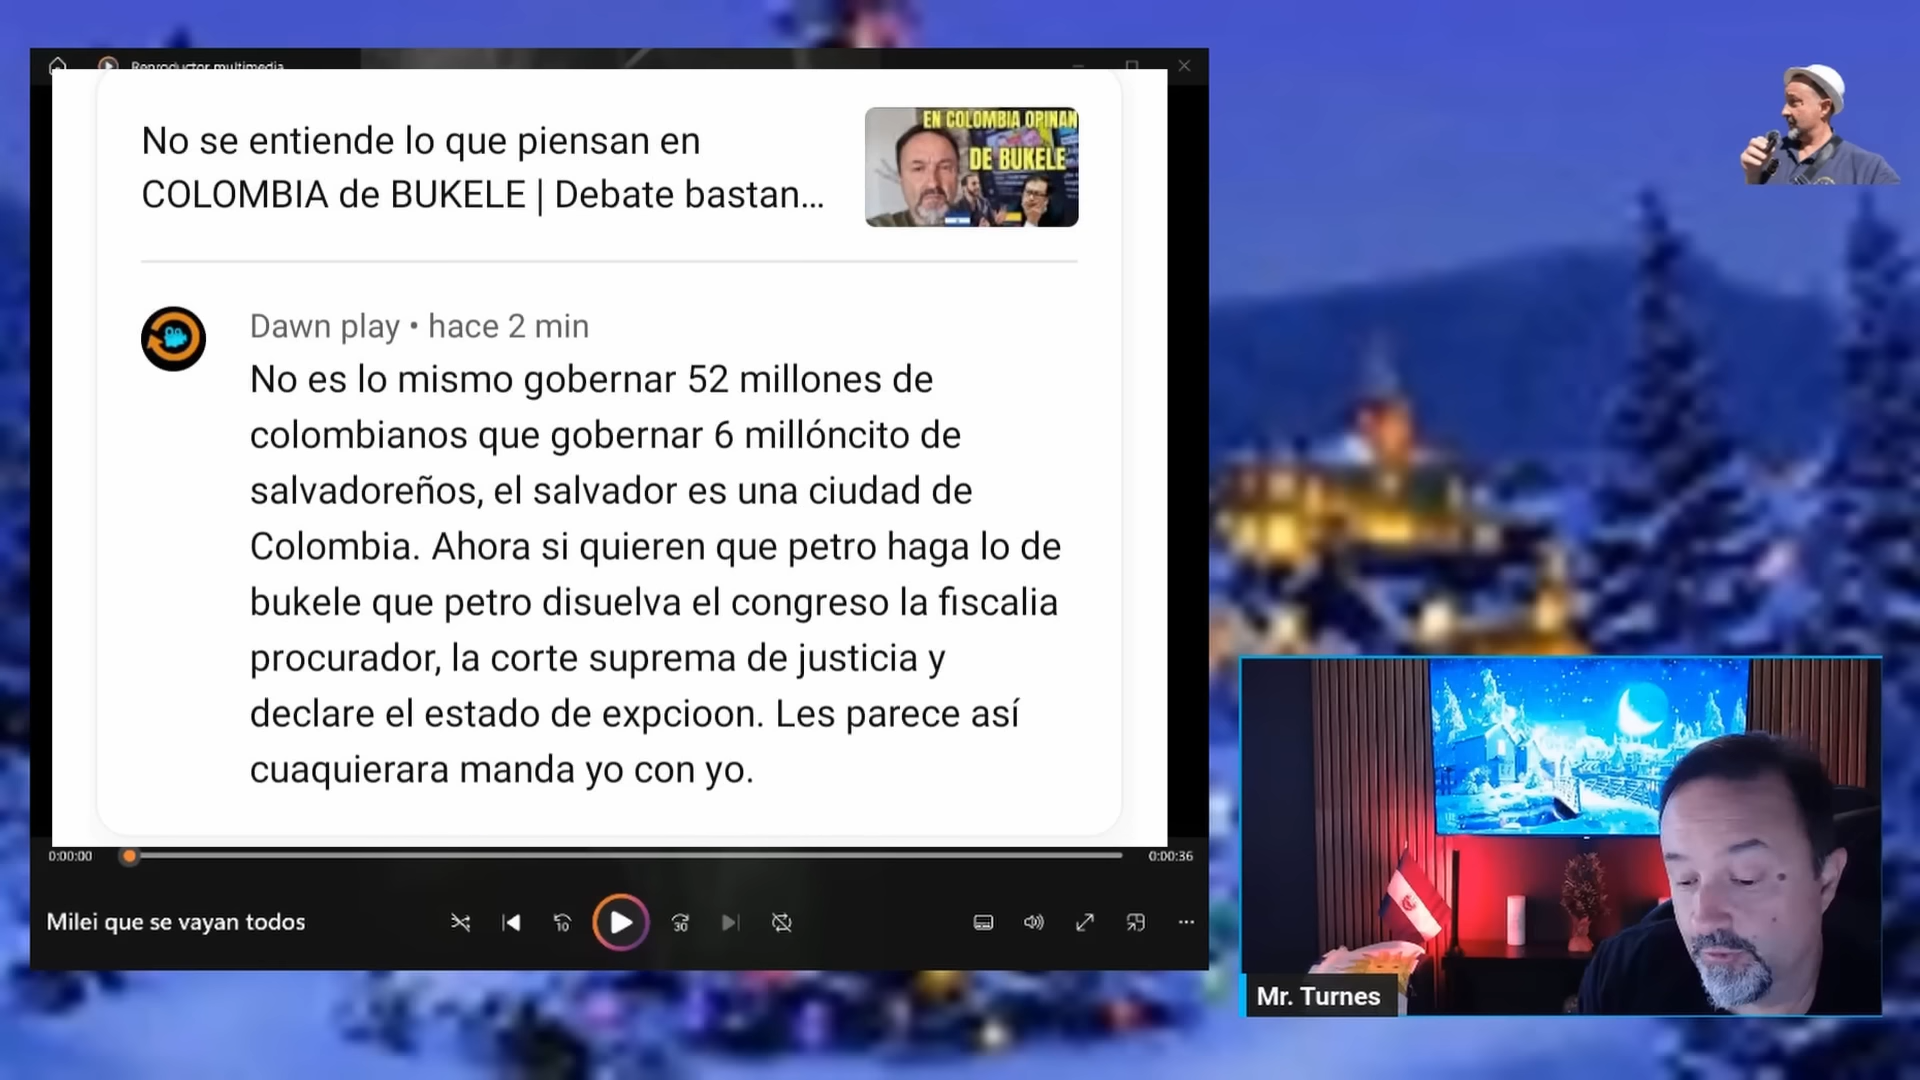 Reproductor multimedia
No se entiende lo que piensan en
COLOMBIA de BUKELE | Debate bastan...
EN COLOMBIA OPINAN
DE BUKELE
Dawn play • hace 2 min
No es lo mismo gobernar 52 millones de
colombianos que gobernar 6 millóncito de
salvadoreños, el salvador es una ciudad de
Colombia. Ahora si quieren que petro haga lo de
bukele que petro disuelva el congreso la fiscalia
procurador, la corte suprema de justicia y
declare el estado de expcioon. Les parece así
cuaquierara manda yo con yo.
0:00:00
0:00:36
Milei que se vayan todos
10
30
Mr. Turnes